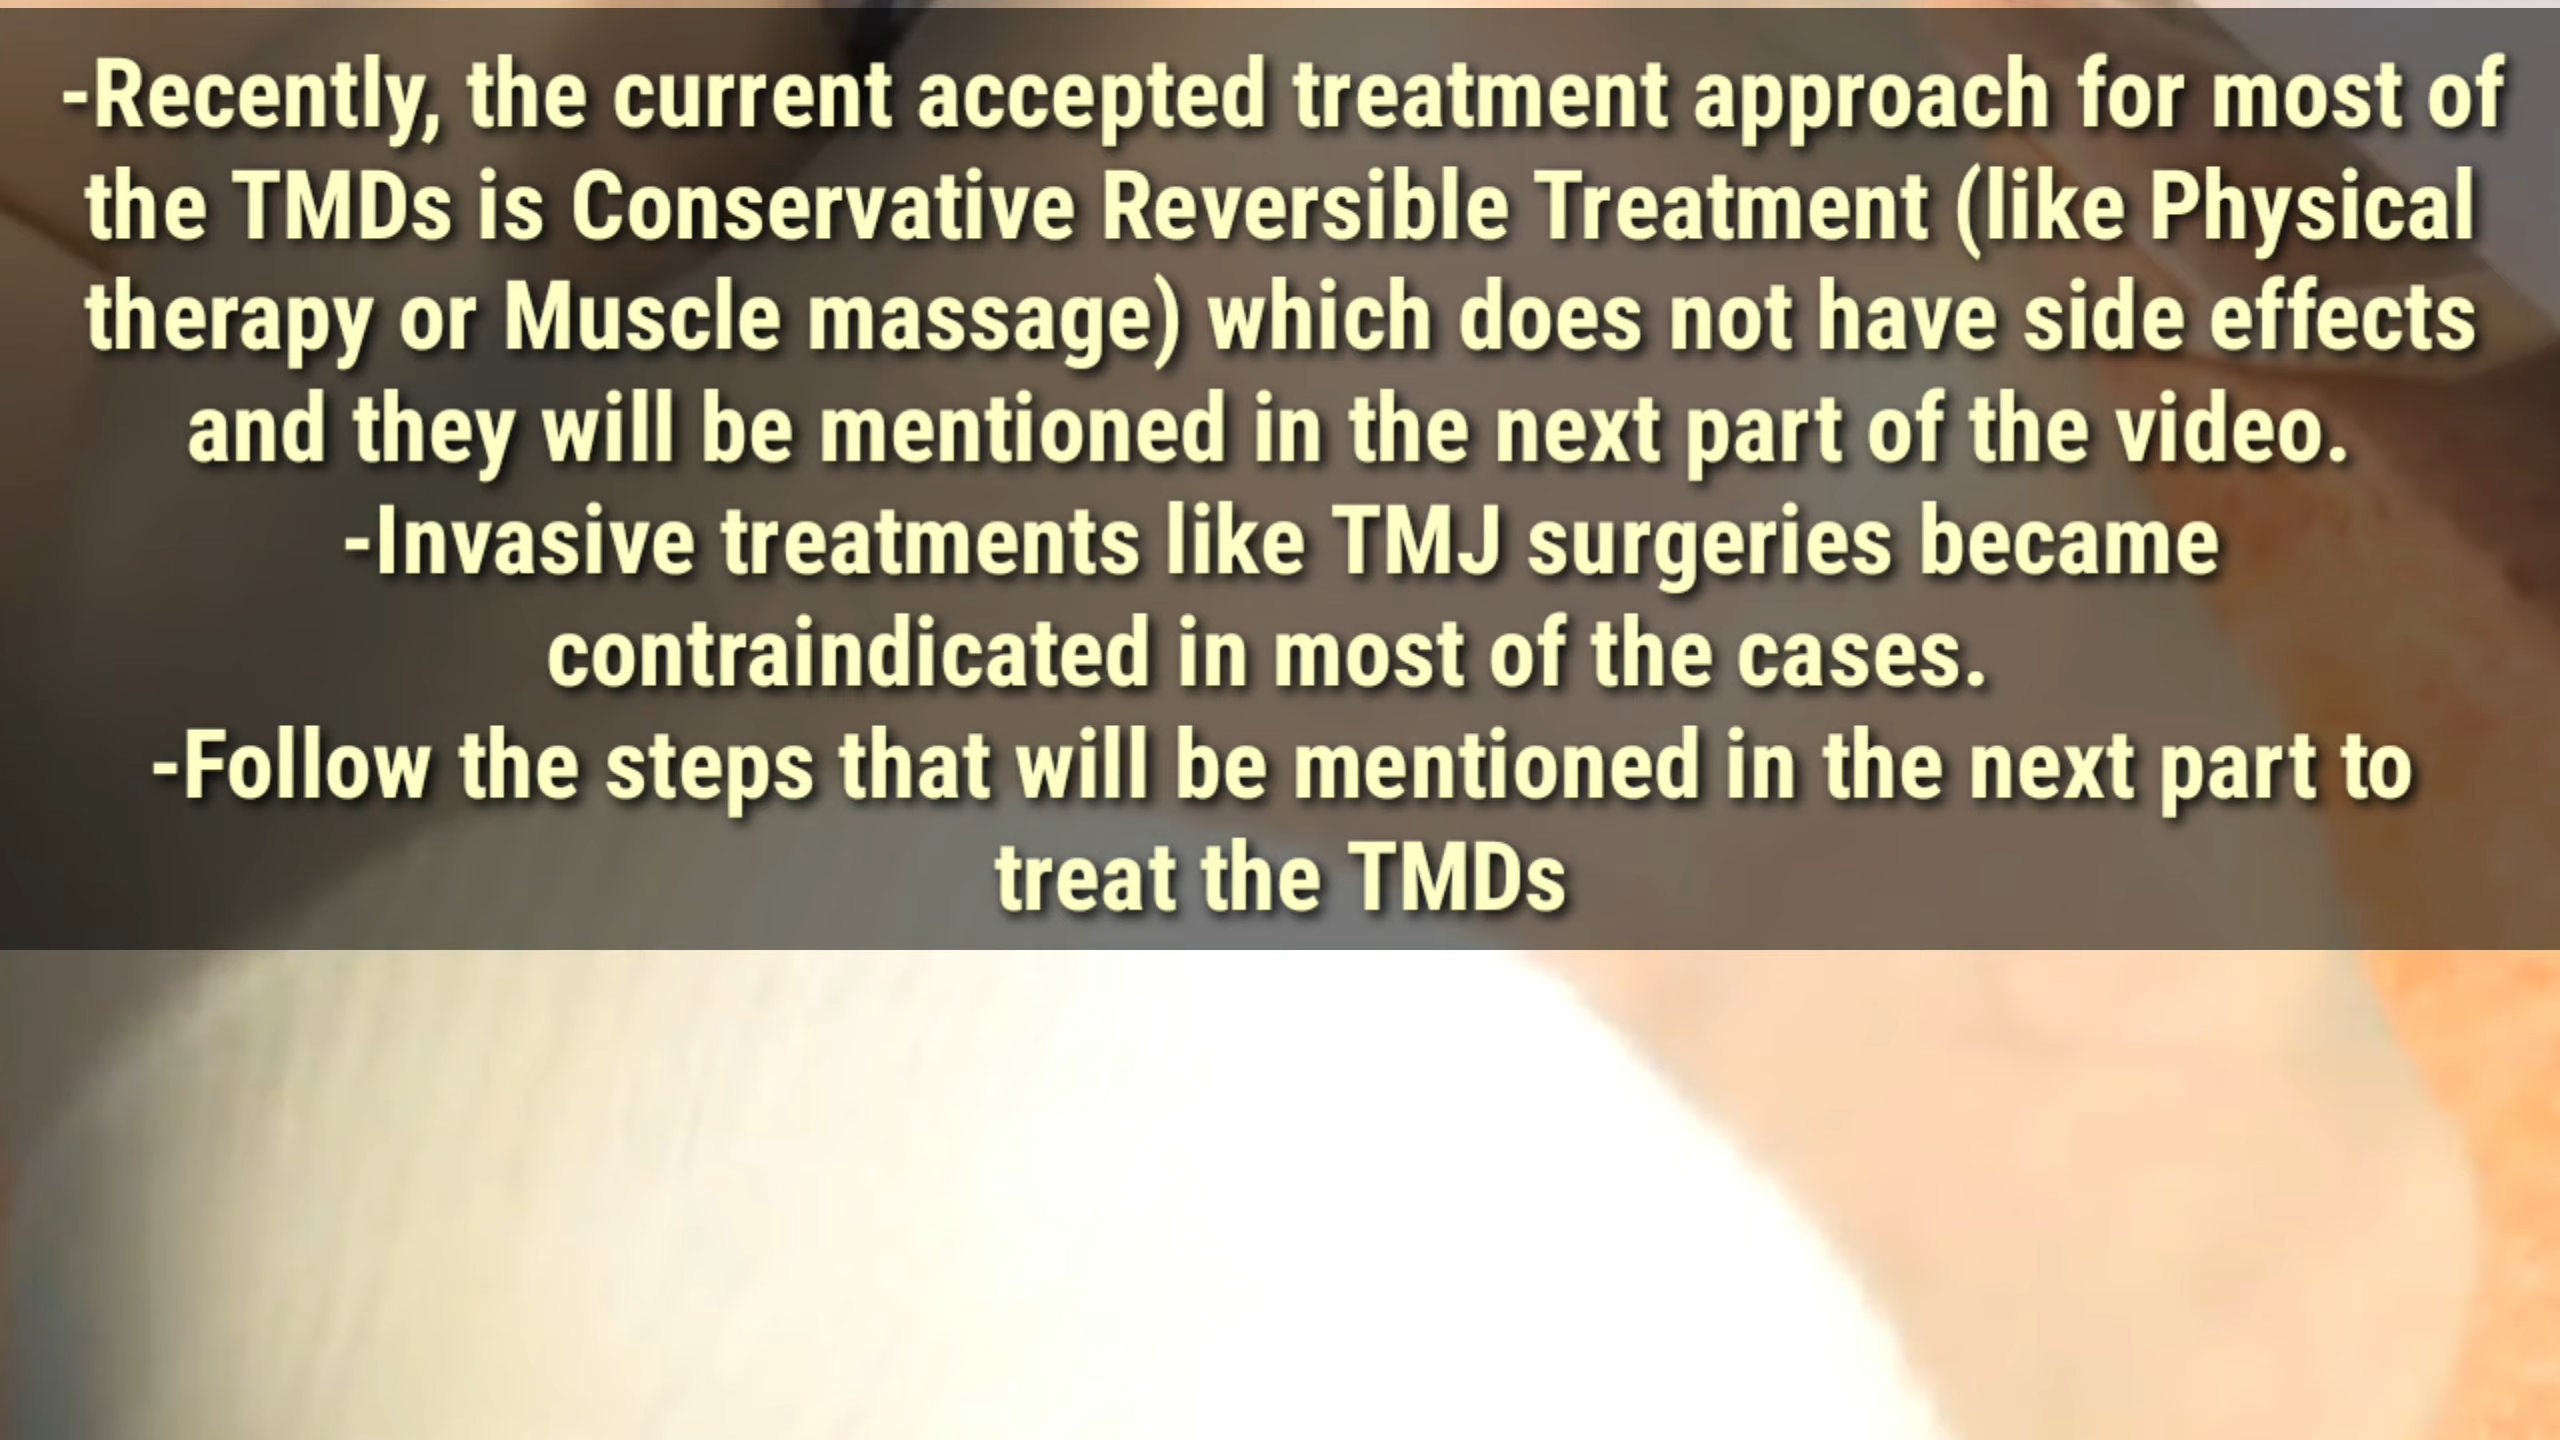 -Recently, the current accepted treatment approach for most of
the TMDs is Conservative Reversible Treatment (like Physical
therapy or Muscle massage) which does not have side effects
and they will be mentioned in the next part of the video.
-Invasive treatments like TMJ surgeries became
contraindicated in most of the cases.
-Follow the steps that will be mentioned in the next part to
treat the TMDs